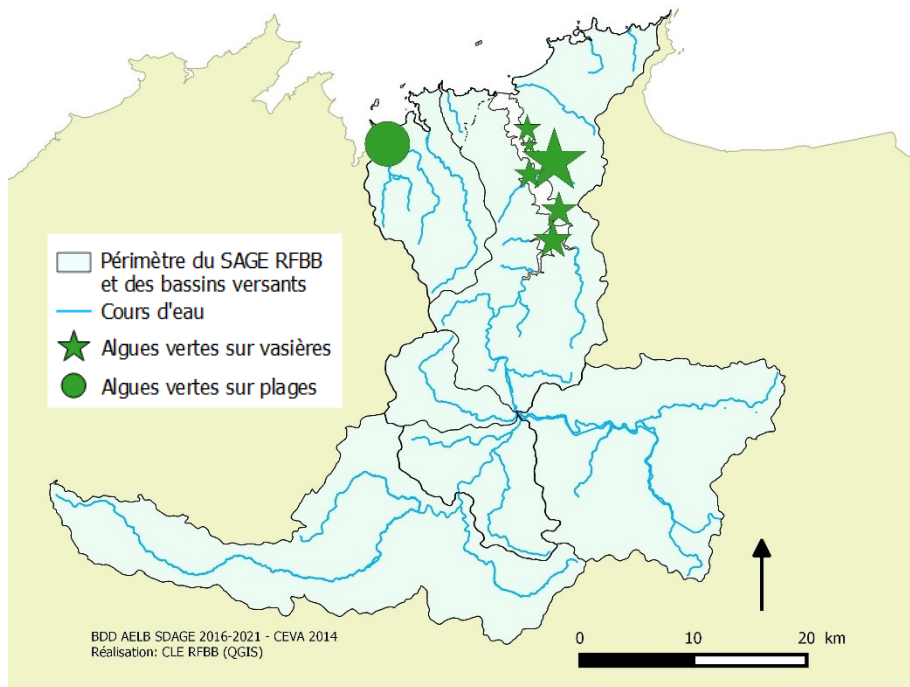 Périmètre du SAGE RFBB
et des bassins versants
Cours d'eau
Algues vertes sur vasières
Algues vertes sur plages
BDD AELB SDAGE 2016-2021 - CEVA 2014
Réalisation: CLE RFBB (QGIS)
0 10 20 km